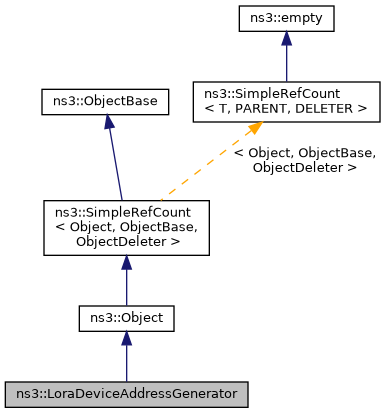 ns3::empty
ns3::ObjectBase
ns3::SimpleRefCount
< T, PARENT, DELETER >
< Object, ObjectBase,
ObjectDeleter >
ns3::SimpleRefCount
< Object, ObjectBase,
ObjectDeleter >
ns3::Object
ns3::LoraDeviceAddressGenerator